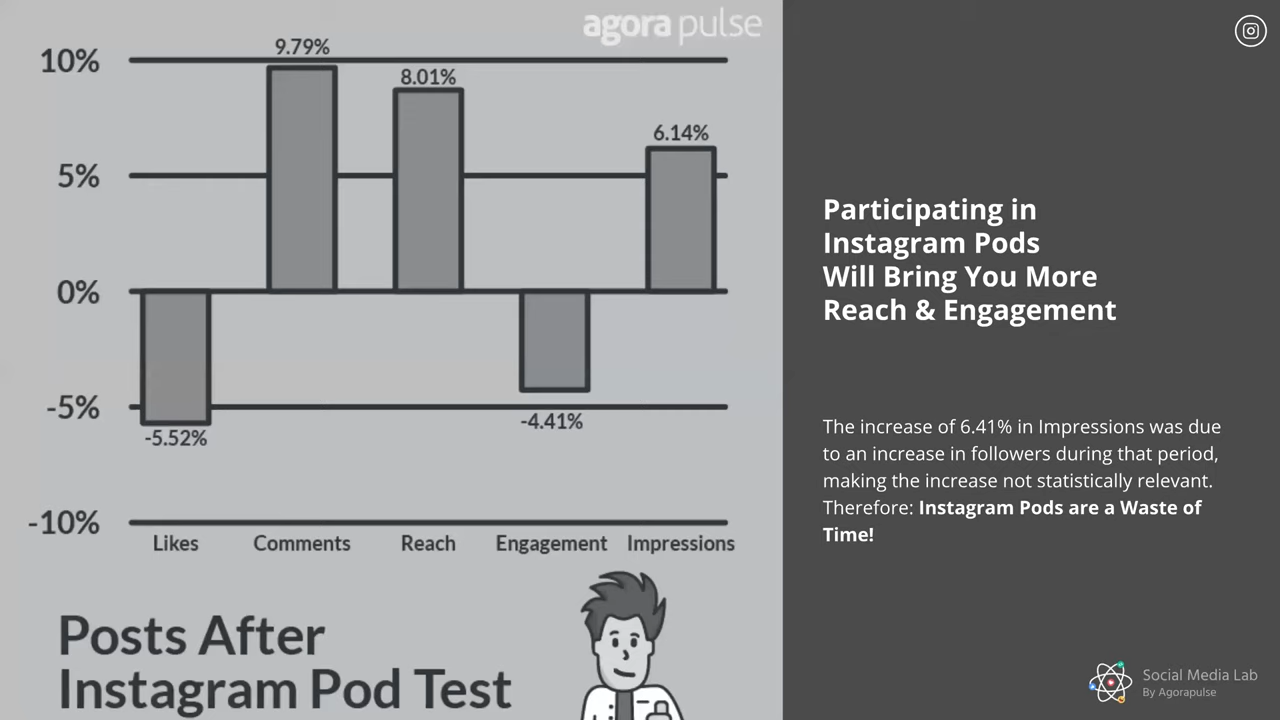 agorapulse
10%
5%
0%
-5%
-10%
9.79%
8.01%
6.14%
-5.52%
-4.41%
Likes Comments Reach Engagement Impressions
Posts After
Instagram Pod Test
Participating in
Instagram Pods
Will Bring You More
Reach & Engagement
The increase of 6.41% in Impressions was due
to an increase in followers during that period,
making the increase not statistically relevant.
Therefore: Instagram Pods are a Waste of
Time!
Social Media Lab
By Agorapulse